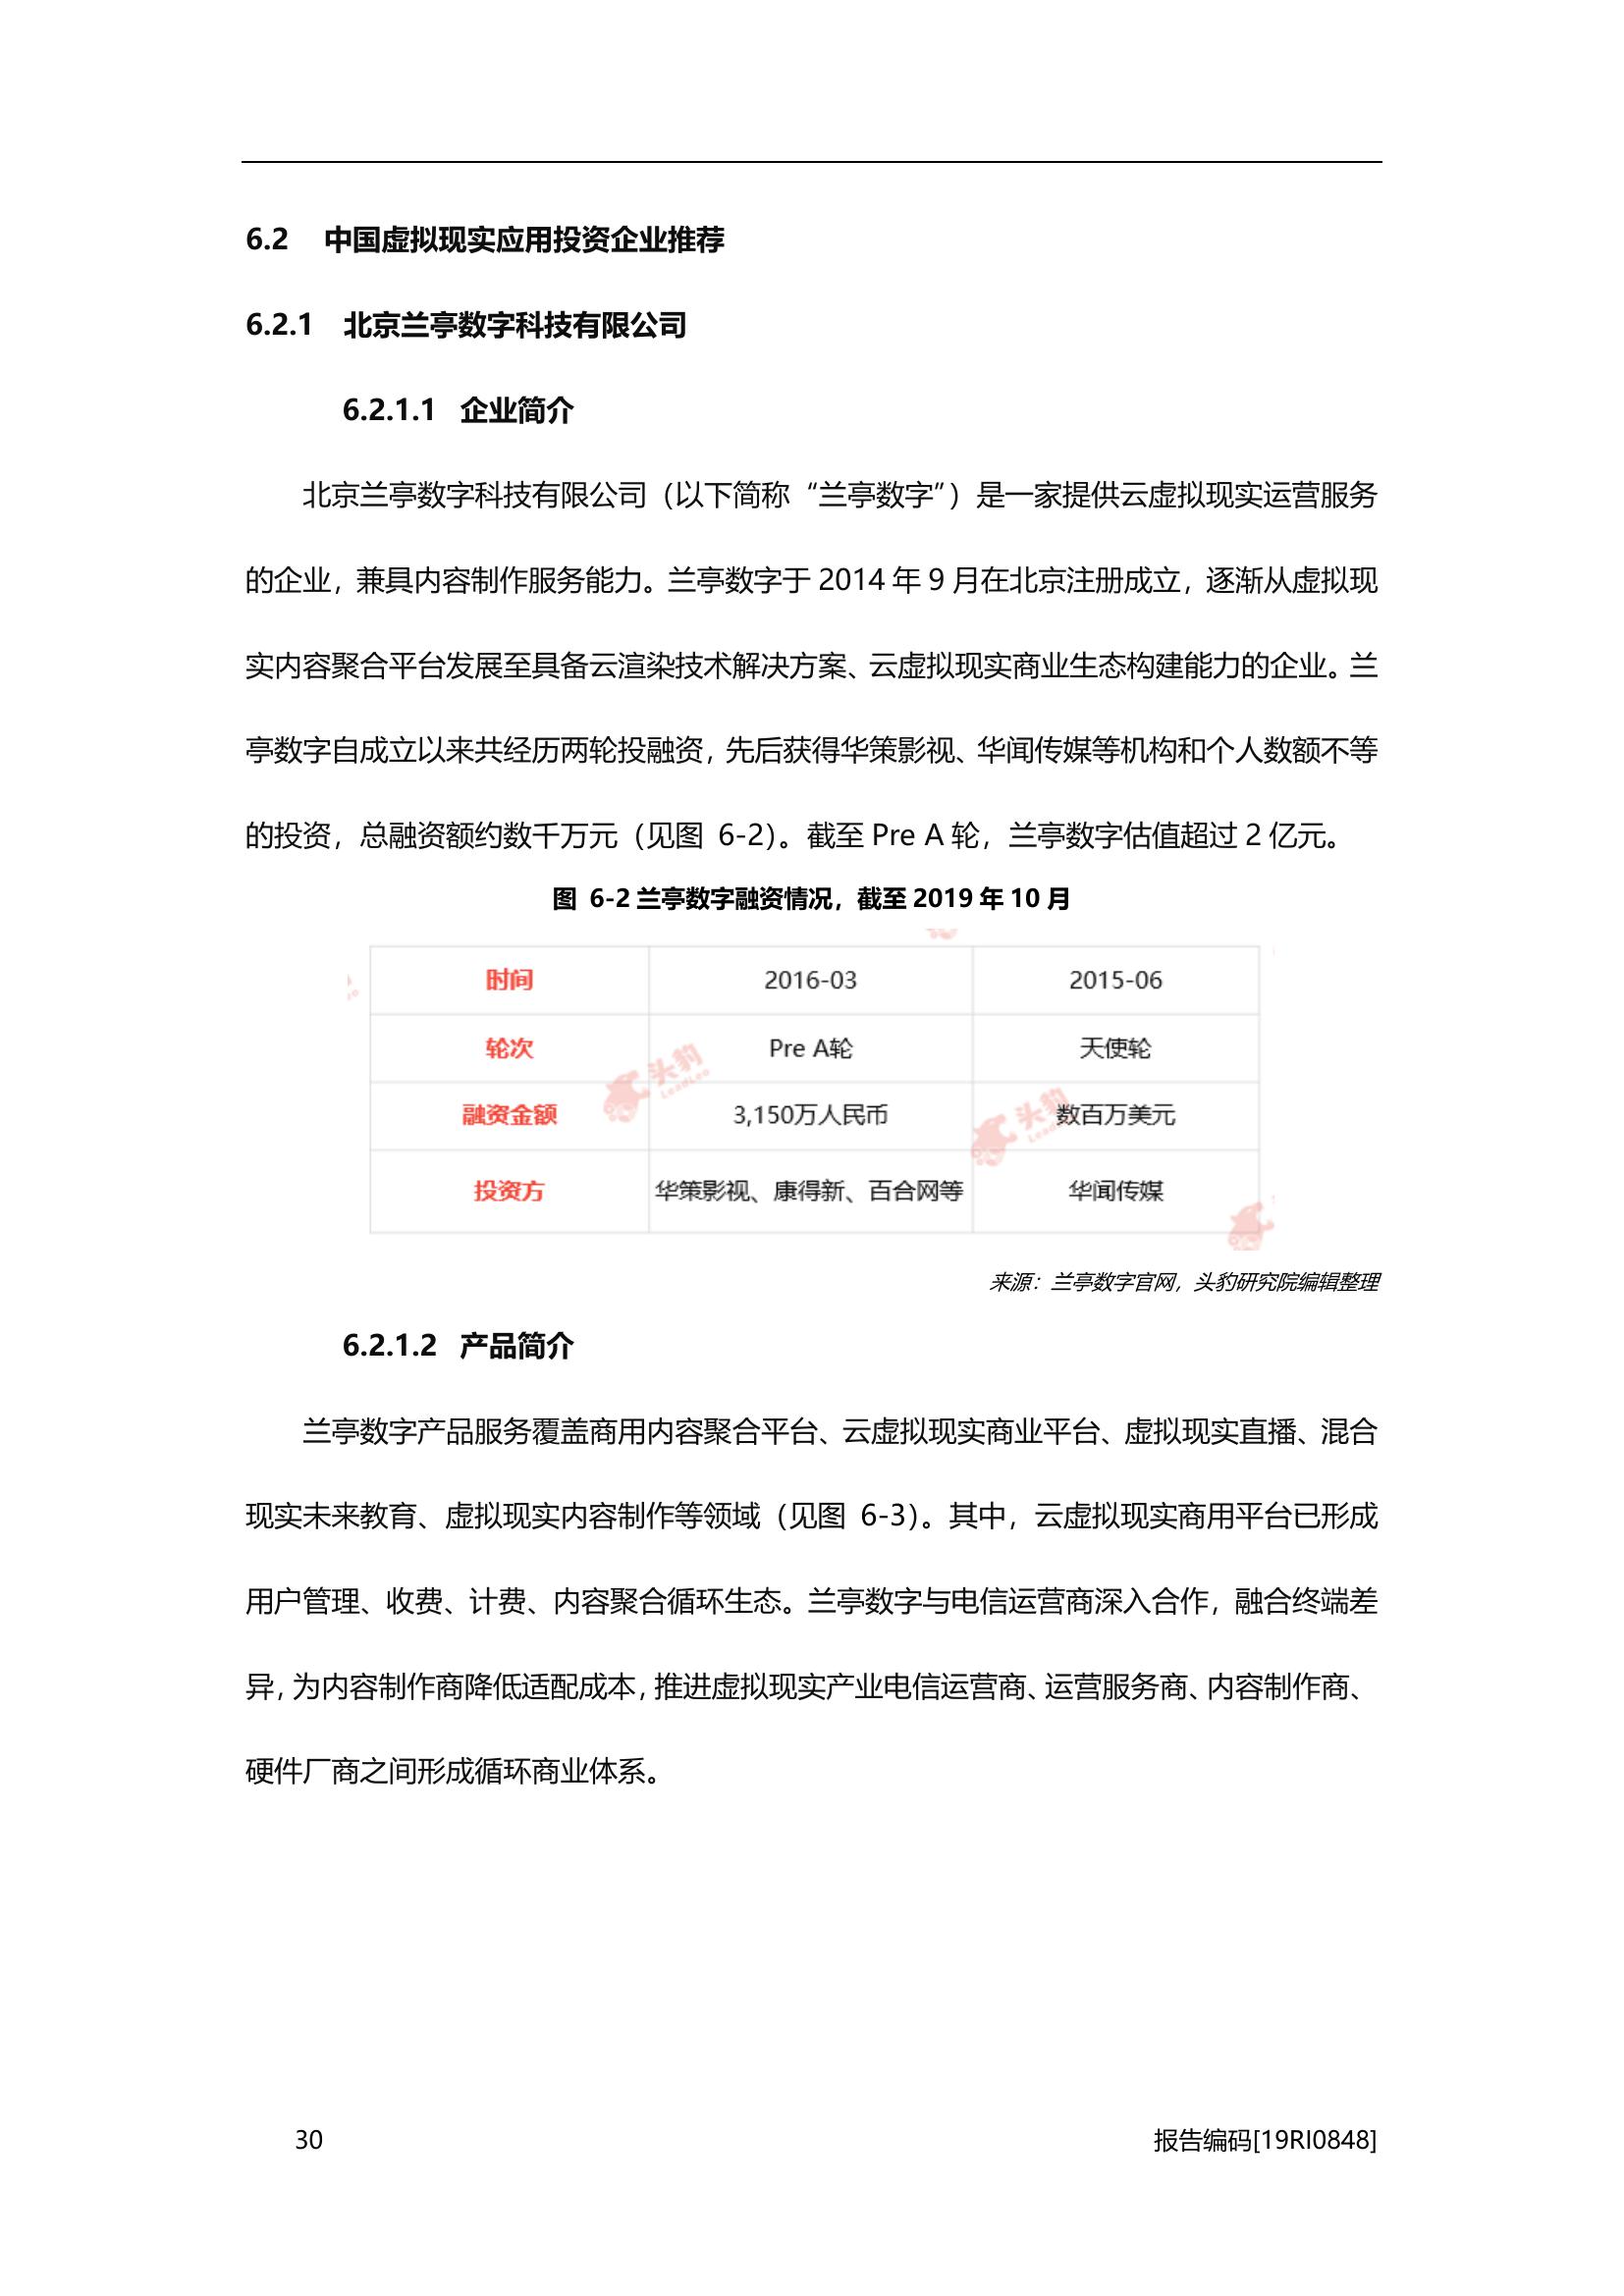 6.2 中国虚拟现实应用投资企业推荐
6.2.1 北京兰亭数字科技有限公司
6.2.1.1 企业简介
北京兰亭数字科技有限公司（以下简称“兰亭数字”）是一家提供云虚拟现实运营服务
的企业，兼具内容制作服务能力。兰亭数字于 2014 年 9 月在北京注册成立，逐渐从虚拟现
实内容聚合平台发展至具备云渲染技术解决方案、云虚拟现实商业生态构建能力的企业。兰
亭数字自成立以来共经历两轮投融资，先后获得华策影视、华闻传媒等机构和个人数额不等
的投资，总融资额约数千万元（见图 6-2）。截至 Pre A 轮，兰亭数字估值超过 2 亿元。
图 6-2 兰亭数字融资情况，截至 2019 年 10 月
时间 2016-03 2015-06
轮次 Pre A轮 天使轮
头豹 LeadLeo
融资金额 3,150万人民币 数百万美元
头豹
投资方 华策影视、康得新、百合网等 华闻传媒
来源：兰亭数字官网，头豹研究院编辑整理
6.2.1.2 产品简介
兰亭数字产品服务覆盖商用内容聚合平台、云虚拟现实商业平台、虚拟现实直播、混合
现实未来教育、虚拟现实内容制作等领域（见图 6-3）。其中，云虚拟现实商用平台已形成
用户管理、收费、计费、内容聚合循环生态。兰亭数字与电信运营商深入合作，融合终端差
异，为内容制作商降低适配成本，推进虚拟现实产业电信运营商、运营服务商、内容制作商、
硬件厂商之间形成循环商业体系。
30 报告编码[19RI0848]